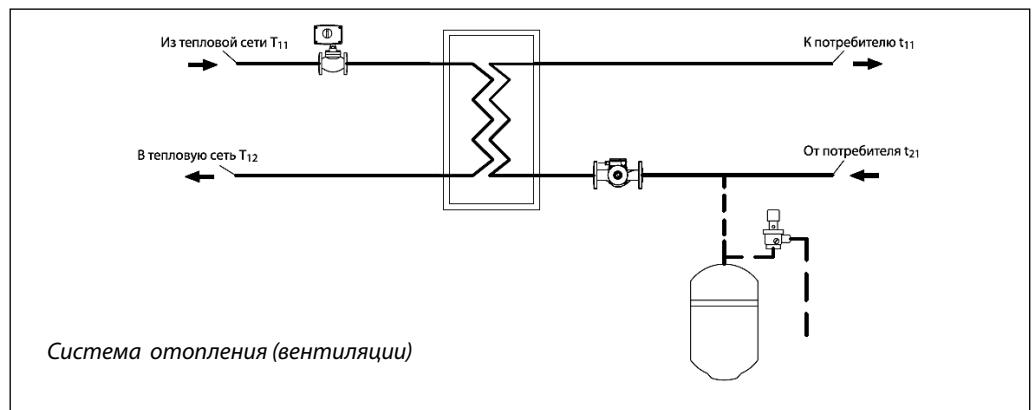 Из тепловой сети T₁₁
К потребителю t₁₁
В тепловую сеть T₁₂
От потребителя t₂₁
Система отопления (вентиляции)